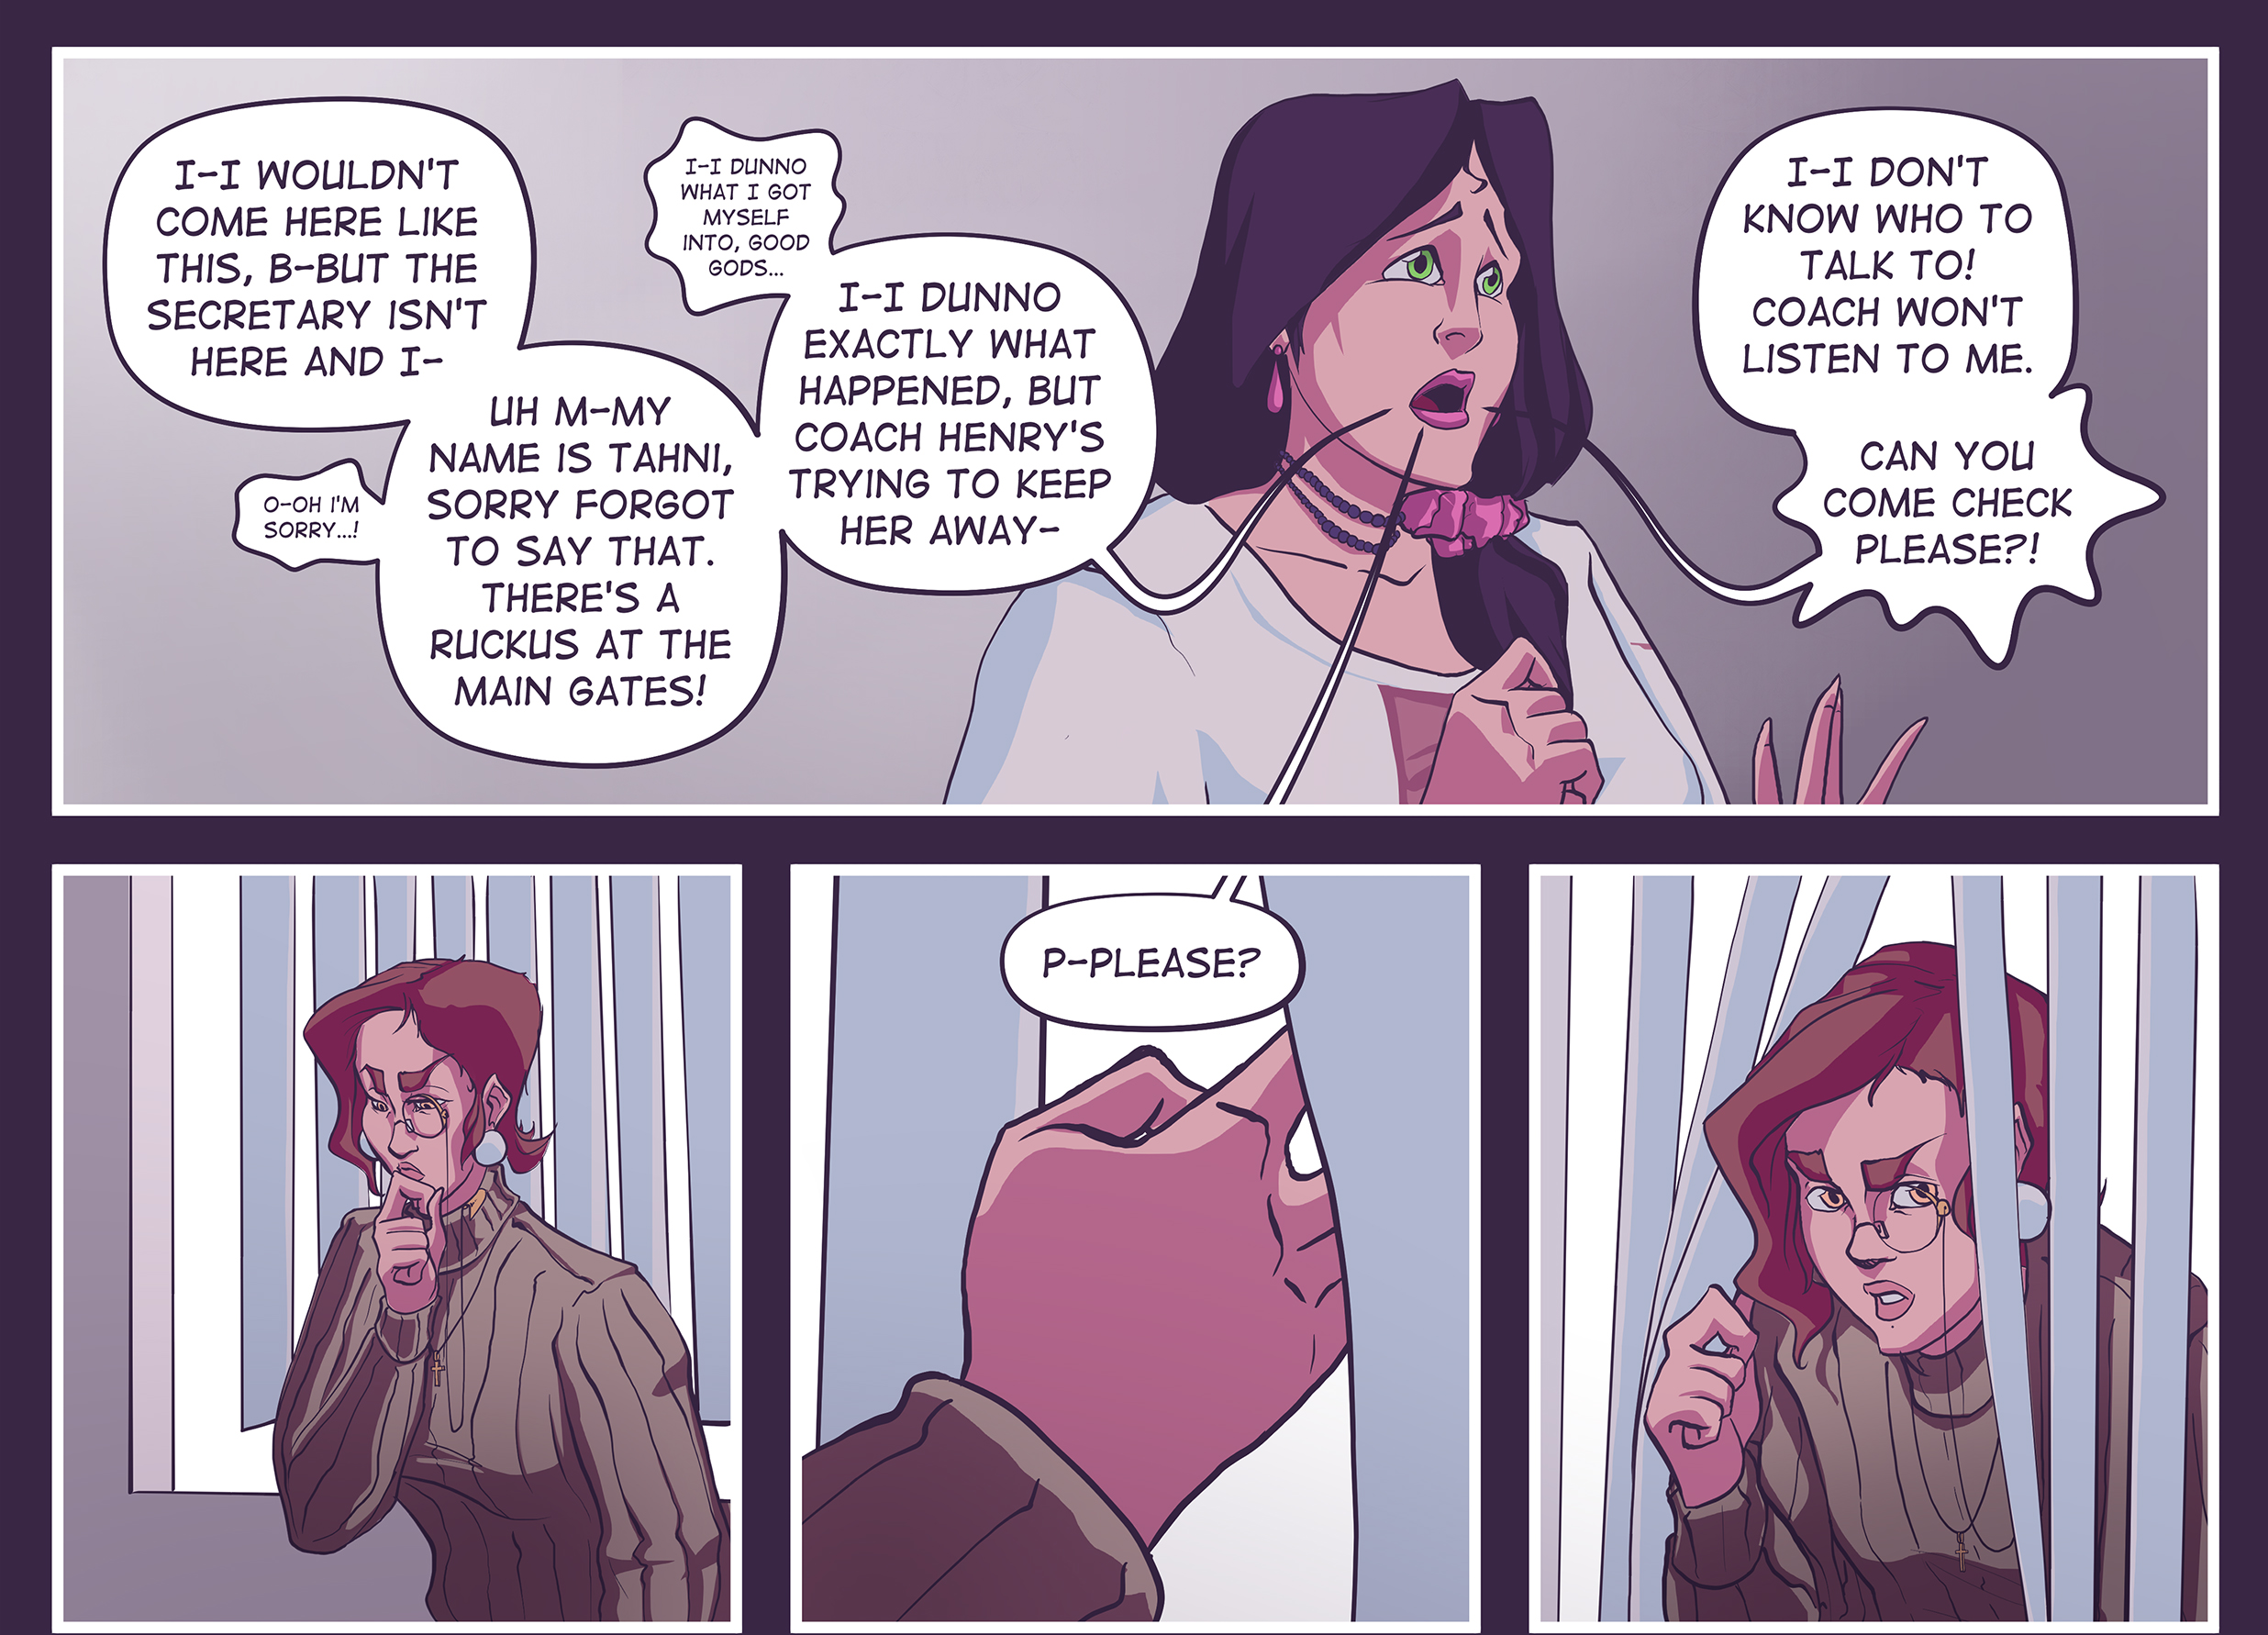 I-I WOULDN'T
COME HERE LIKE
THIS, B-BUT THE
SECRETARY ISN'T
HERE AND I-
O-OH I'M
SORRY...!
UH M-MY
NAME IS TAHNI,
SORRY FORGOT
TO SAY THAT.
THERE'S A
RUCKUS AT THE
MAIN GATES!
I-I DUNNO
WHAT I GOT
MYSELF
INTO, GOOD
GODS...
I-I DUNNO
EXACTLY WHAT
HAPPENED, BUT
COACH HENRY'S
TRYING TO KEEP
HER AWAY-
I-I DON'T
KNOW WHO TO
TALK TO!
COACH WON'T
LISTEN TO ME.
CAN YOU
COME CHECK
PLEASE?!
P-PLEASE?